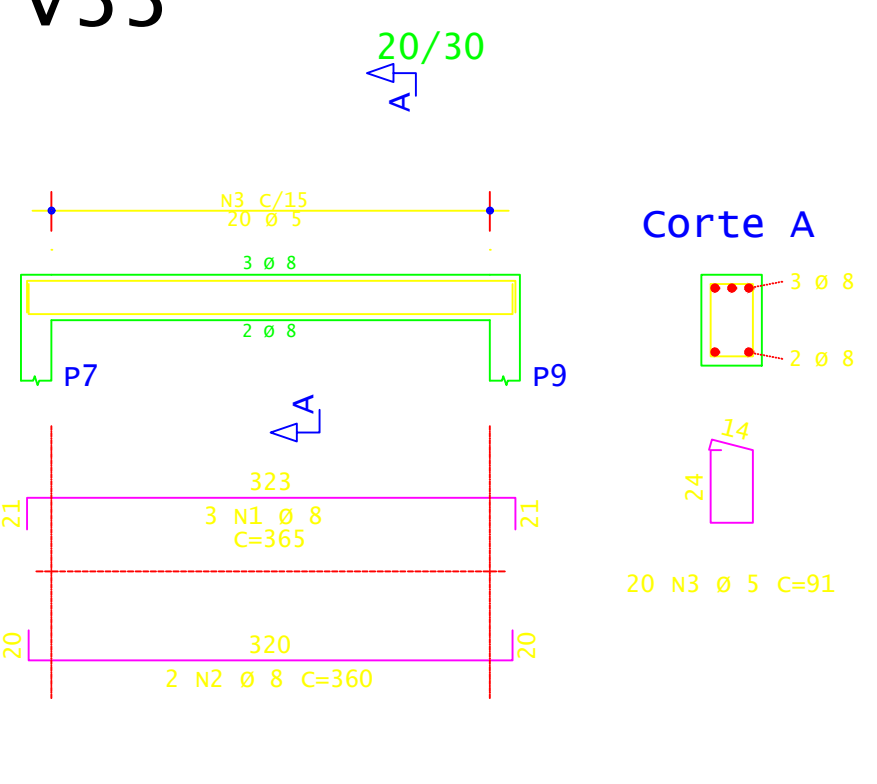 20/30
A
N3 C/15
20 Ø 5
Corte A
3 Ø 8
3 Ø 8
2 Ø 8
2 Ø 8
P7
P9
A
14
24
323
21
21
3 N1 Ø 8
C=365
20 N3 Ø 5 C=91
320
20
20
2 N2 Ø 8 C=360